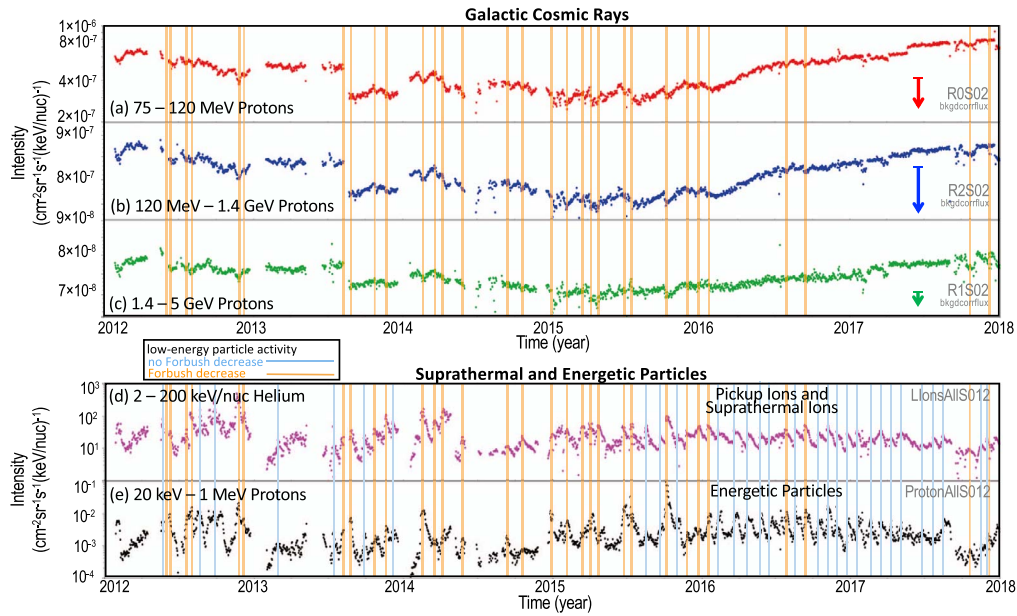 Galactic Cosmic Rays
1×10⁻⁶
8×10⁻⁷
4×10⁻⁷
2×10⁻⁷
(a) 75 – 120 MeV Protons
R0S02
bkgdcorrflux
Intensity
(cm⁻²sr⁻¹s⁻¹(keV/nuc)⁻¹)
9×10⁻⁷
8×10⁻⁷
9×10⁻⁸
(b) 120 MeV – 1.4 GeV Protons
R2S02
bkgdcorrflux
8×10⁻⁸
7×10⁻⁸
(c) 1.4 – 5 GeV Protons
R1S02
bkgdcorrflux
2012 2013 2014 2015 2016 2017 2018
Time (year)
low-energy particle activity
no Forbush decrease
Forbush decrease
Suprathermal and Energetic Particles
10³
10²
10¹
(d) 2 – 200 keV/nuc Helium
Pickup Ions and
Suprathermal Ions
LIonsAllS012
Intensity
(cm⁻²sr⁻¹s⁻¹(keV/nuc)⁻¹)
10⁻¹
10⁻²
10⁻³
10⁻⁴
(e) 20 keV – 1 MeV Protons
Energetic Particles
ProtonAllS012
2012 2013 2014 2015 2016 2017 2018
Time (year)